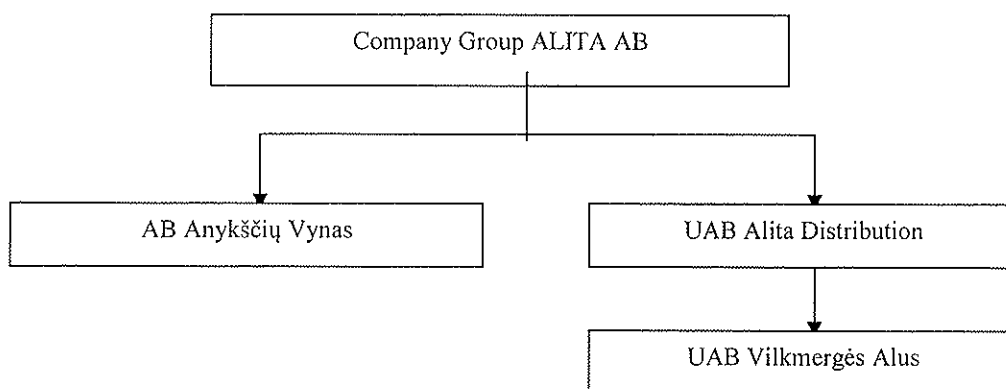 Company Group ALITA AB
AB Anykščių Vynas
UAB Alita Distribution
UAB Vilkmergės Alus